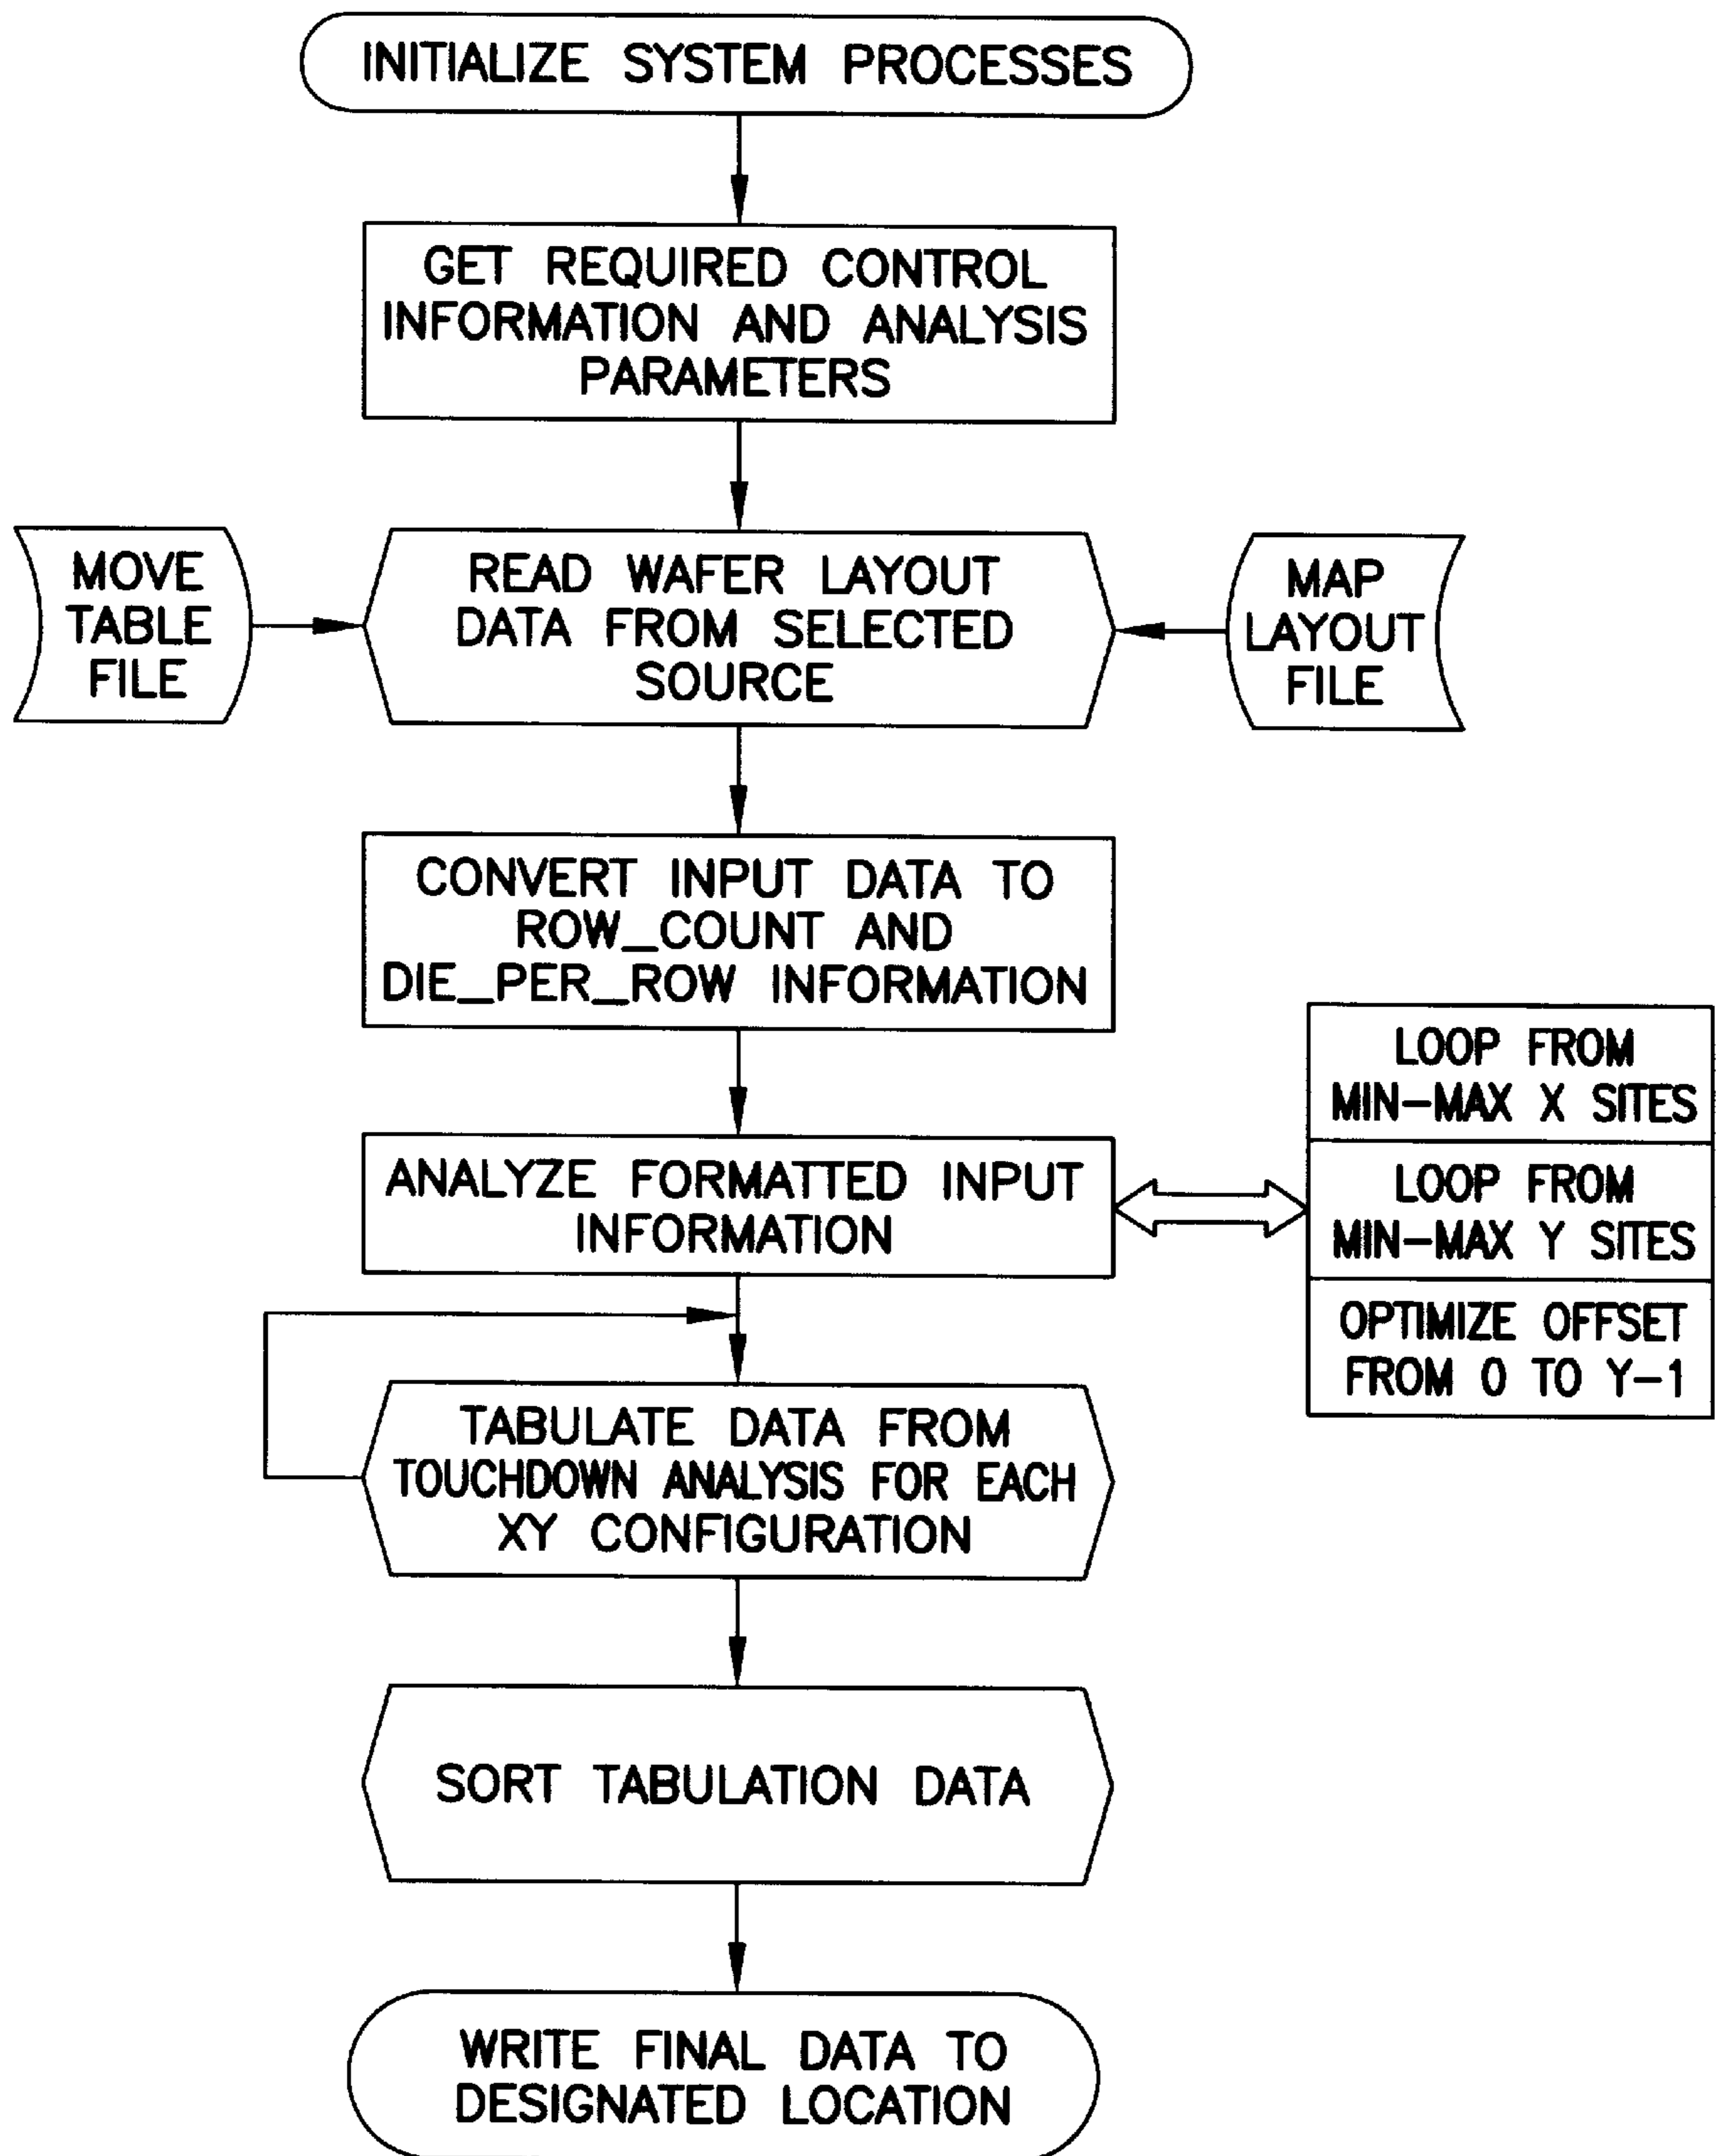 INITIALIZE SYSTEM PROCESSES
GET REQUIRED CONTROL
INFORMATION AND ANALYSIS
PARAMETERS
MOVE
TABLE
FILE
READ WAFER LAYOUT
DATA FROM SELECTED
SOURCE
MAP
LAYOUT
FILE
CONVERT INPUT DATA TO
ROW_COUNT AND
DIE_PER_ROW INFORMATION
ANALYZE FORMATTED INPUT
INFORMATION
LOOP FROM
MIN-MAX X SITES
LOOP FROM
MIN-MAX Y SITES
OPTIMIZE OFFSET
FROM 0 TO Y-1
TABULATE DATA FROM
TOUCHDOWN ANALYSIS FOR EACH
XY CONFIGURATION
SORT TABULATION DATA
WRITE FINAL DATA TO
DESIGNATED LOCATION